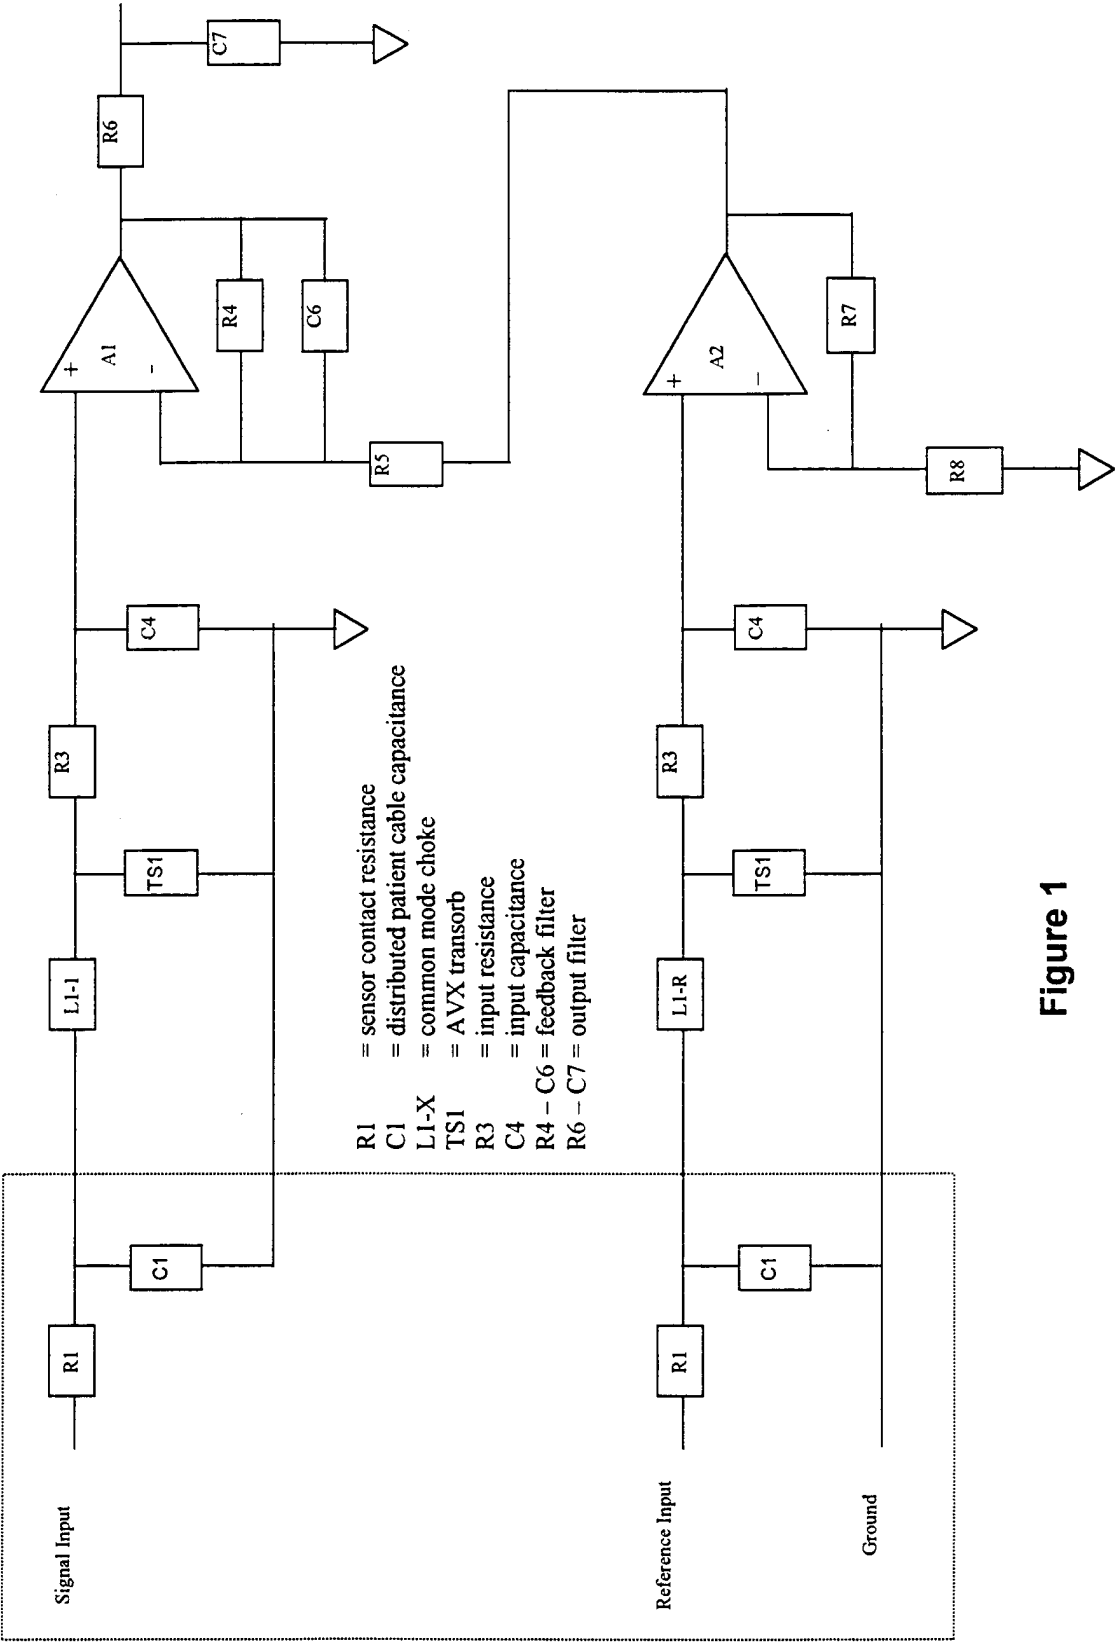 Signal Input
R1
C1
L1-1
TS1
R3
C4
+
A1
-
R4
C6
R5
R6
C7
R1 = sensor contact resistance
C1 = distributed patient cable capacitance
L1-X = common mode choke
TS1 = AVX transorb
R3 = input resistance
C4 = input capacitance
R4 – C6 = feedback filter
R6 – C7 = output filter
Reference Input
R1
C1
L1-R
TS1
R3
C4
+
A2
–
R7
R8
Ground
Figure 1